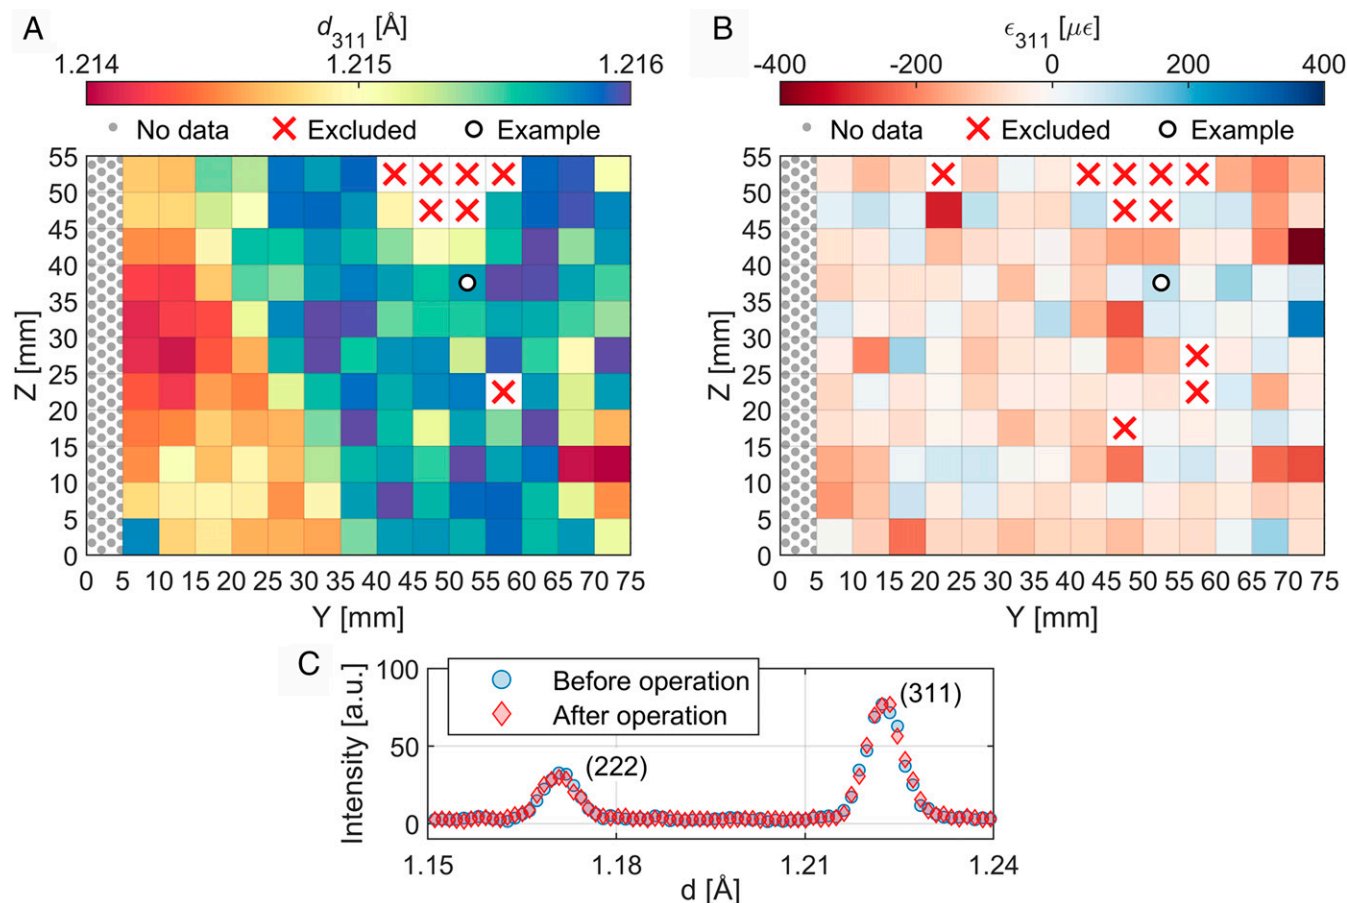 A
d311 [Å]
1.214 1.215 1.216
No data Excluded Example
55
50
45
40
35
30
25
20
15
10
5
0
Z [mm]
0 5 10 15 20 25 30 35 40 45 50 55 60 65 70 75
Y [mm]
B
ϵ311 [μϵ]
-400 -200 0 200 400
No data Excluded Example
55
50
45
40
35
30
25
20
15
10
5
0
Z [mm]
0 5 10 15 20 25 30 35 40 45 50 55 60 65 70 75
Y [mm]
C
100
50
0
Intensity [a.u.]
Before operation
After operation
(222)
(311)
1.15 1.18 1.21 1.24
d [Å]